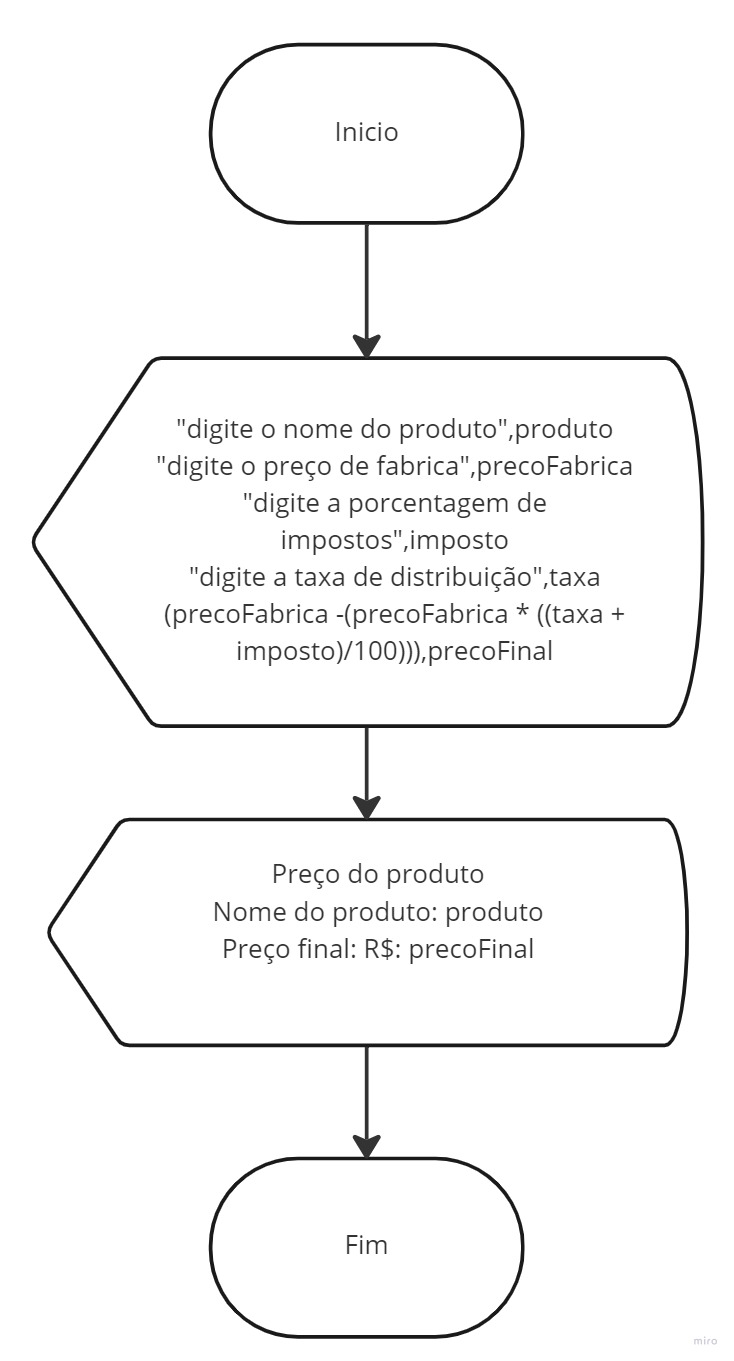 Inicio
"digite o nome do produto",produto
"digite o preço de fabrica",precoFabrica
"digite a porcentagem de
impostos",imposto
"digite a taxa de distribuição",taxa
(precoFabrica -(precoFabrica * ((taxa +
imposto)/100))),precoFinal
Preço do produto
Nome do produto: produto
Preço final: R$: precoFinal
Fim
miro